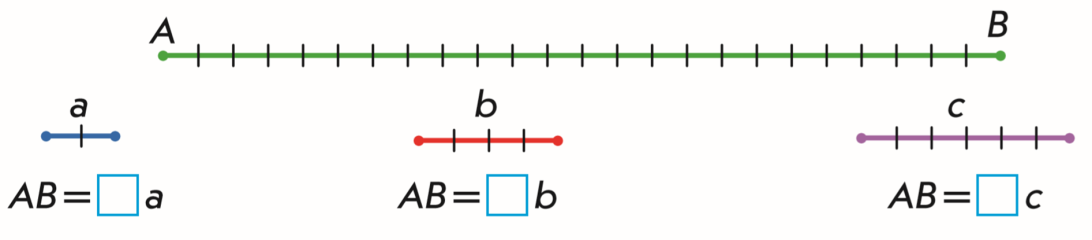 A B
a b c
AB = □ a AB = □ b AB = □ c